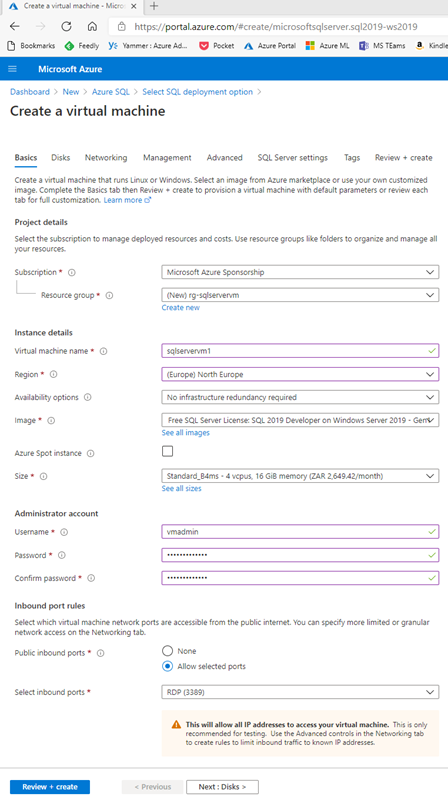 Create a virtual machine - Micros
https://portal.azure.com/#create/microsoftsqlserver.sql2019-ws2019
Bookmarks Feedly Yammer : Azure Ad... Pocket Azure Portal Azure ML MS TEams Kindle
Microsoft Azure
Dashboard > New > Azure SQL > Select SQL deployment option >
Create a virtual machine
Basics Disks Networking Management Advanced SQL Server settings Tags Review + create
Create a virtual machine that runs Linux or Windows. Select an image from Azure marketplace or use your own customized
image. Complete the Basics tab then Review + create to provision a virtual machine with default parameters or review each
tab for full customization. Learn more
Project details
Select the subscription to manage deployed resources and costs. Use resource groups like folders to organize and manage all
your resources.
Subscription * Microsoft Azure Sponsorship
Resource group * (New) rg-sqlservervm
Create new
Instance details
Virtual machine name * sqlservervm1
Region * (Europe) North Europe
Availability options No infrastructure redundancy required
Image * Free SQL Server License: SQL 2019 Developer on Windows Server 2019 - Gen
See all images
Azure Spot instance
Size * Standard_B4ms - 4 vcpus, 16 GiB memory (ZAR 2,649.42/month)
See all sizes
Administrator account
Username * vmadmin
Password * •••••••••••••
Confirm password * •••••••••••••
Inbound port rules
Select which virtual machine network ports are accessible from the public internet. You can specify more limited or granular
network access on the Networking tab.
Public inbound ports * None
Allow selected ports
Select inbound ports * RDP (3389)
This will allow all IP addresses to access your virtual machine. This is only
recommended for testing. Use the Advanced controls in the Networking tab
to create rules to limit inbound traffic to known IP addresses.
Review + create < Previous Next : Disks >